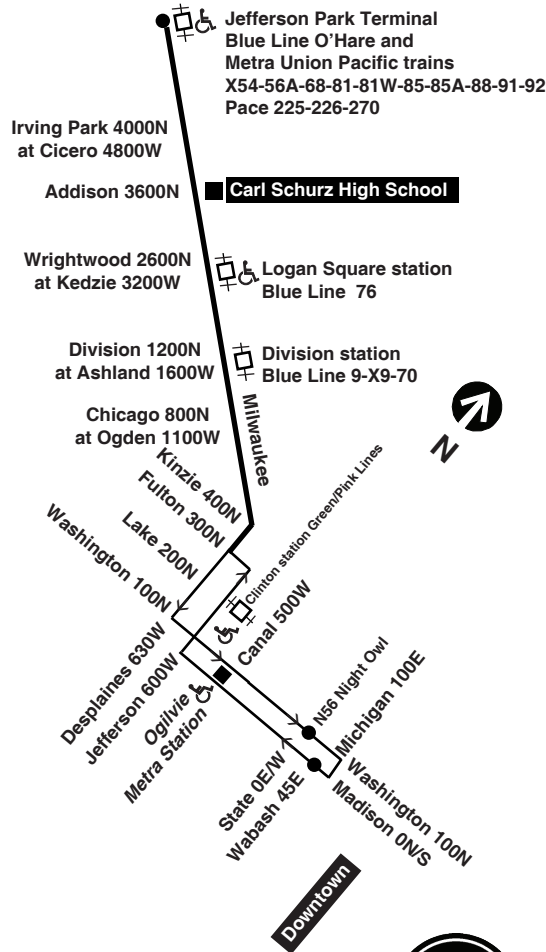 Jefferson Park Terminal
Blue Line O’Hare and
Metra Union Pacific trains
X54-56A-68-81-81W-85-85A-88-91-92
Pace 225-226-270
Irving Park 4000N
at Cicero 4800W
Addison 3600N
Carl Schurz High School
Wrightwood 2600N
at Kedzie 3200W
Logan Square station
Blue Line  76
Division 1200N
at Ashland 1600W
Division station
Blue Line 9-X9-70
Milwaukee
Chicago 800N
at Ogden 1100W
N
Kinzie 400N
Fulton 300N
Lake 200N
Washington 100N
Clinton station Green/Pink Lines
Canal 500W
Desplaines 630W
Jefferson 600W
Ogilvie
Metra Station
N56 Night Owl
Michigan 100E
State 0E/W
Wabash 45E
Washington 100N
Madison 0N/S
Downtown